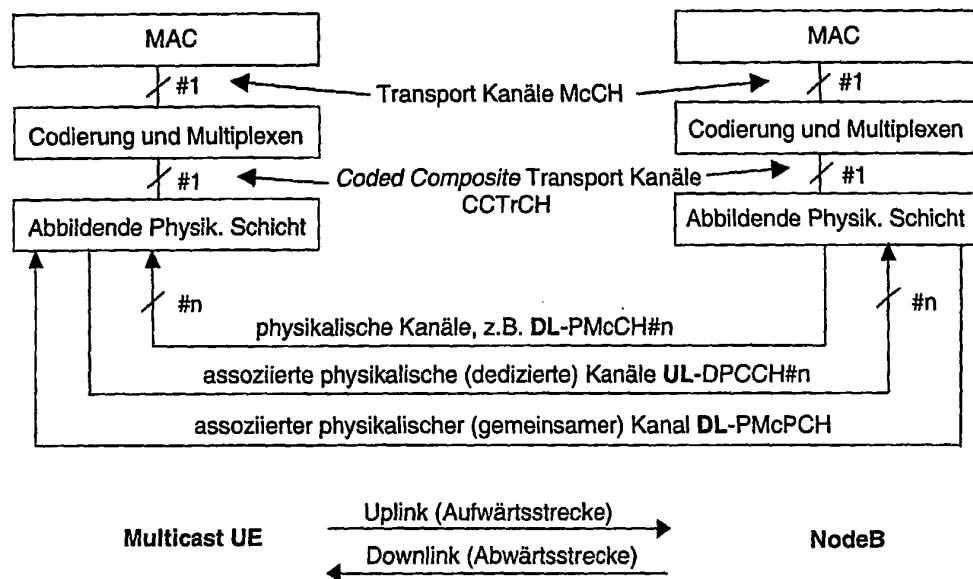 MAC
MAC
#1
#1
Transport Kanäle McCH
Codierung und Multiplexen
Codierung und Multiplexen
#1
#1
Coded Composite Transport Kanäle
CCTrCH
Abbildende Physik. Schicht
Abbildende Physik. Schicht
#n
#n
physikalische Kanäle, z.B. DL-PMcCH#n
assoziierte physikalische (dedizierte) Kanäle UL-DPCCH#n
assoziierter physikalischer (gemeinsamer) Kanal DL-PMcPCH
Uplink (Aufwärtsstrecke)
Multicast UE
NodeB
Downlink (Abwärtsstrecke)